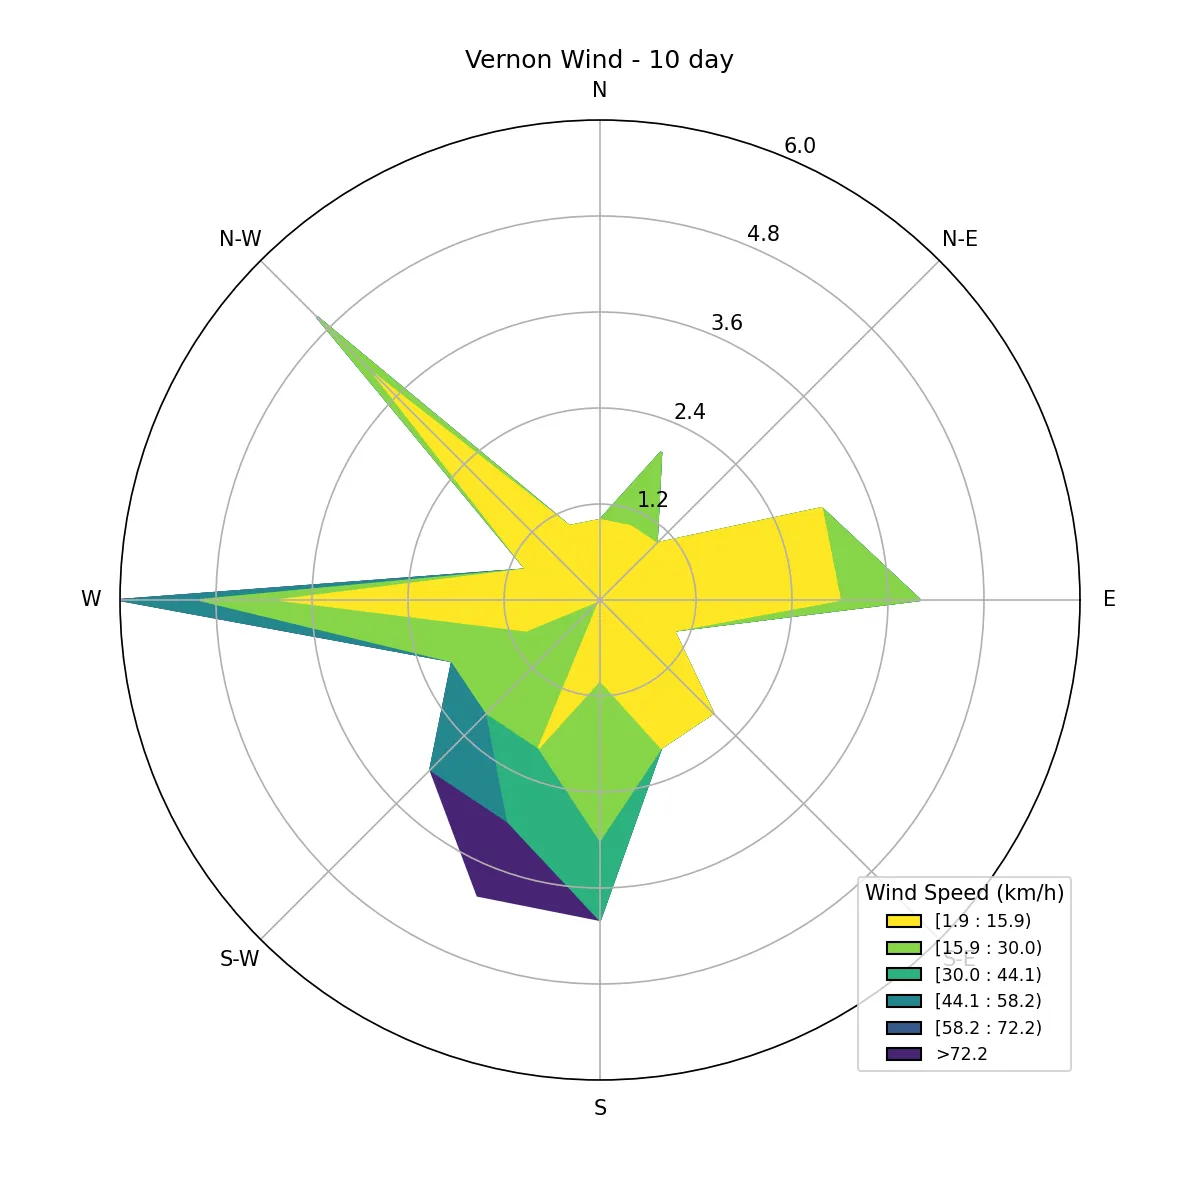 Vernon Wind - 10 day
N
6.0
N-W
N-E
4.8
3.6
2.4
1.2
W
E
S-W
S-E
S
Wind Speed (km/h)
[1.9 : 15.9)
[15.9 : 30.0)
[30.0 : 44.1)
[44.1 : 58.2)
[58.2 : 72.2)
>72.2